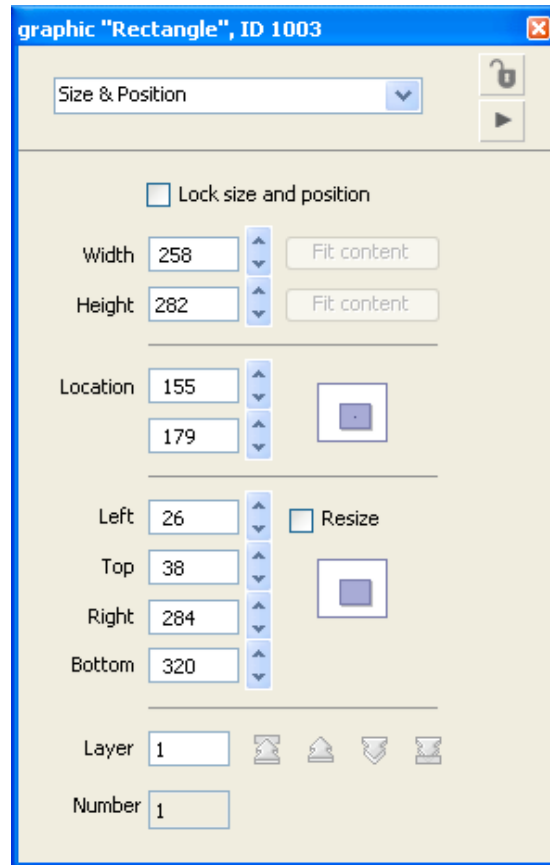 graphic "Rectangle", ID 1003
Size & Position
Lock size and position
Width 258 Fit content
Height 282 Fit content
Location 155
179
Left 26 Resize
Top 38
Right 284
Bottom 320
Layer 1
Number 1